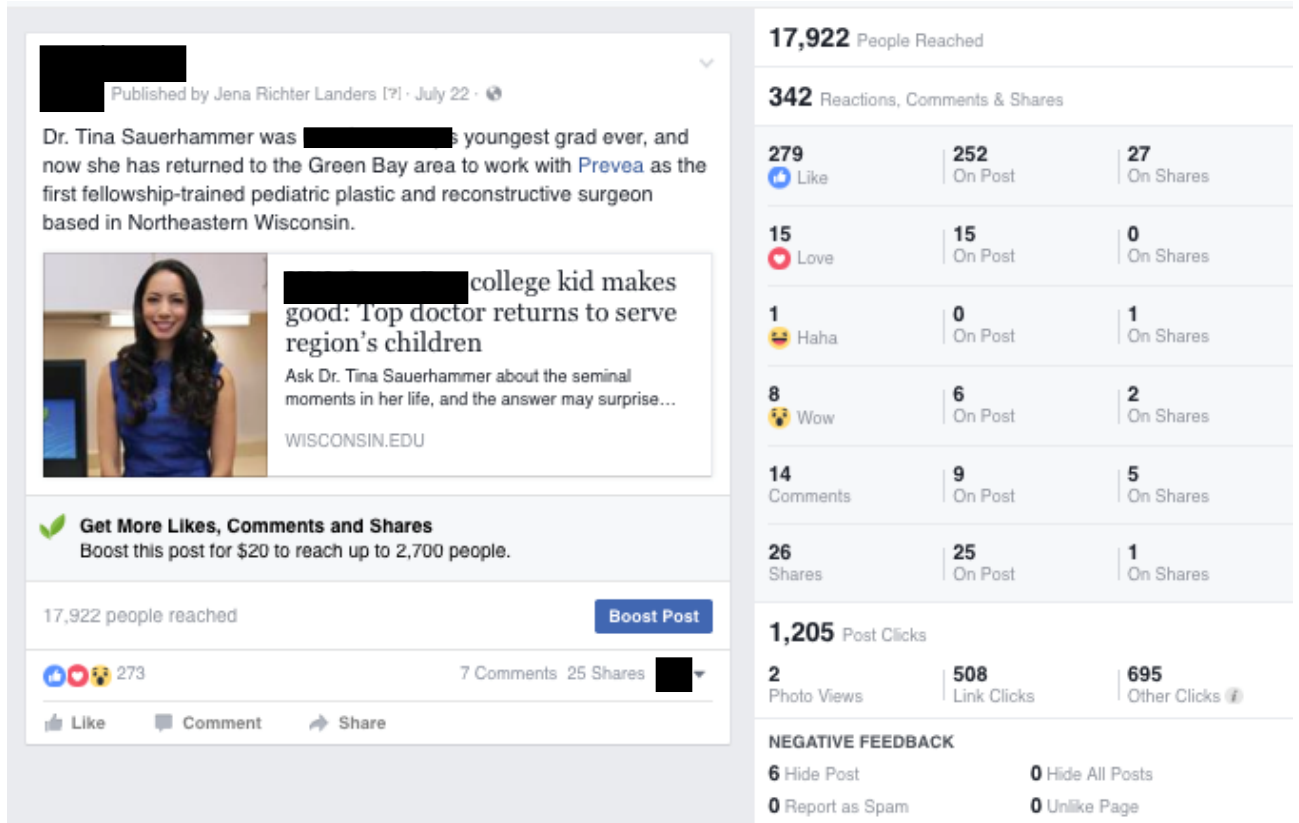 Published by Jena Richter Landers [?] · July 22 ·
Dr. Tina Sauerhammer was s youngest grad ever, and
now she has returned to the Green Bay area to work with Prevea as the
first fellowship-trained pediatric plastic and reconstructive surgeon
based in Northeastern Wisconsin.
college kid makes
good: Top doctor returns to serve
region's children
Ask Dr. Tina Sauerhammer about the seminal
moments in her life, and the answer may surprise...
WISCONSIN.EDU
Get More Likes, Comments and Shares
Boost this post for $20 to reach up to 2,700 people.
17,922 people reached
Boost Post
273
7 Comments 25 Shares
Like Comment Share
17,922 People Reached
342 Reactions, Comments & Shares
279 252 27
Like On Post On Shares
15 15 0
Love On Post On Shares
1 0 1
Haha On Post On Shares
8 6 2
Wow On Post On Shares
14 9 5
Comments On Post On Shares
26 25 1
Shares On Post On Shares
1,205 Post Clicks
2 508 695
Photo Views Link Clicks Other Clicks i
NEGATIVE FEEDBACK
6 Hide Post 0 Hide All Posts
0 Report as Spam 0 Unlike Page